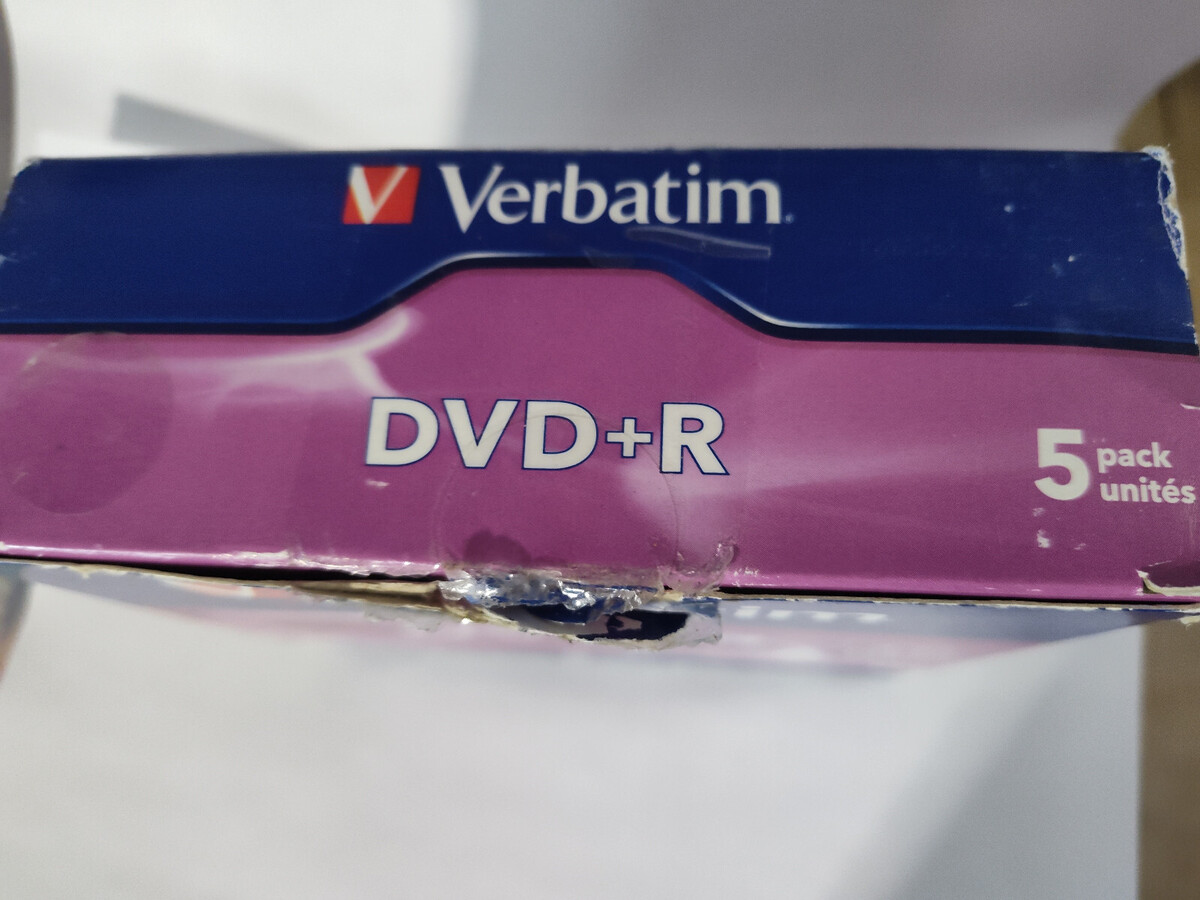 Verbatim
DVD+R
5 pack
unités